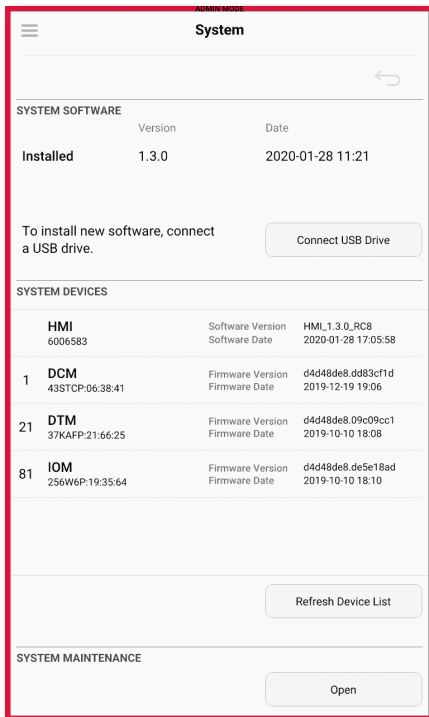 ADMIN MODE
System
SYSTEM SOFTWARE
Version Date
Installed 1.3.0 2020-01-28 11:21
To install new software, connect
a USB drive.
Connect USB Drive
SYSTEM DEVICES
HMI Software Version HMI_1.3.0_RC8
6006583 Software Date 2020-01-28 17:05:58
1 DCM Firmware Version d4d48de8.dd83cf1d
43STCP:06:38:41 Firmware Date 2019-12-19 19:06
21 DTM Firmware Version d4d48de8.09c09cc1
37KAFP:21:66:25 Firmware Date 2019-10-10 18:08
81 IOM Firmware Version d4d48de8.de5e18ad
256W6P:19:35:64 Firmware Date 2019-10-10 18:10
Refresh Device List
SYSTEM MAINTENANCE
Open